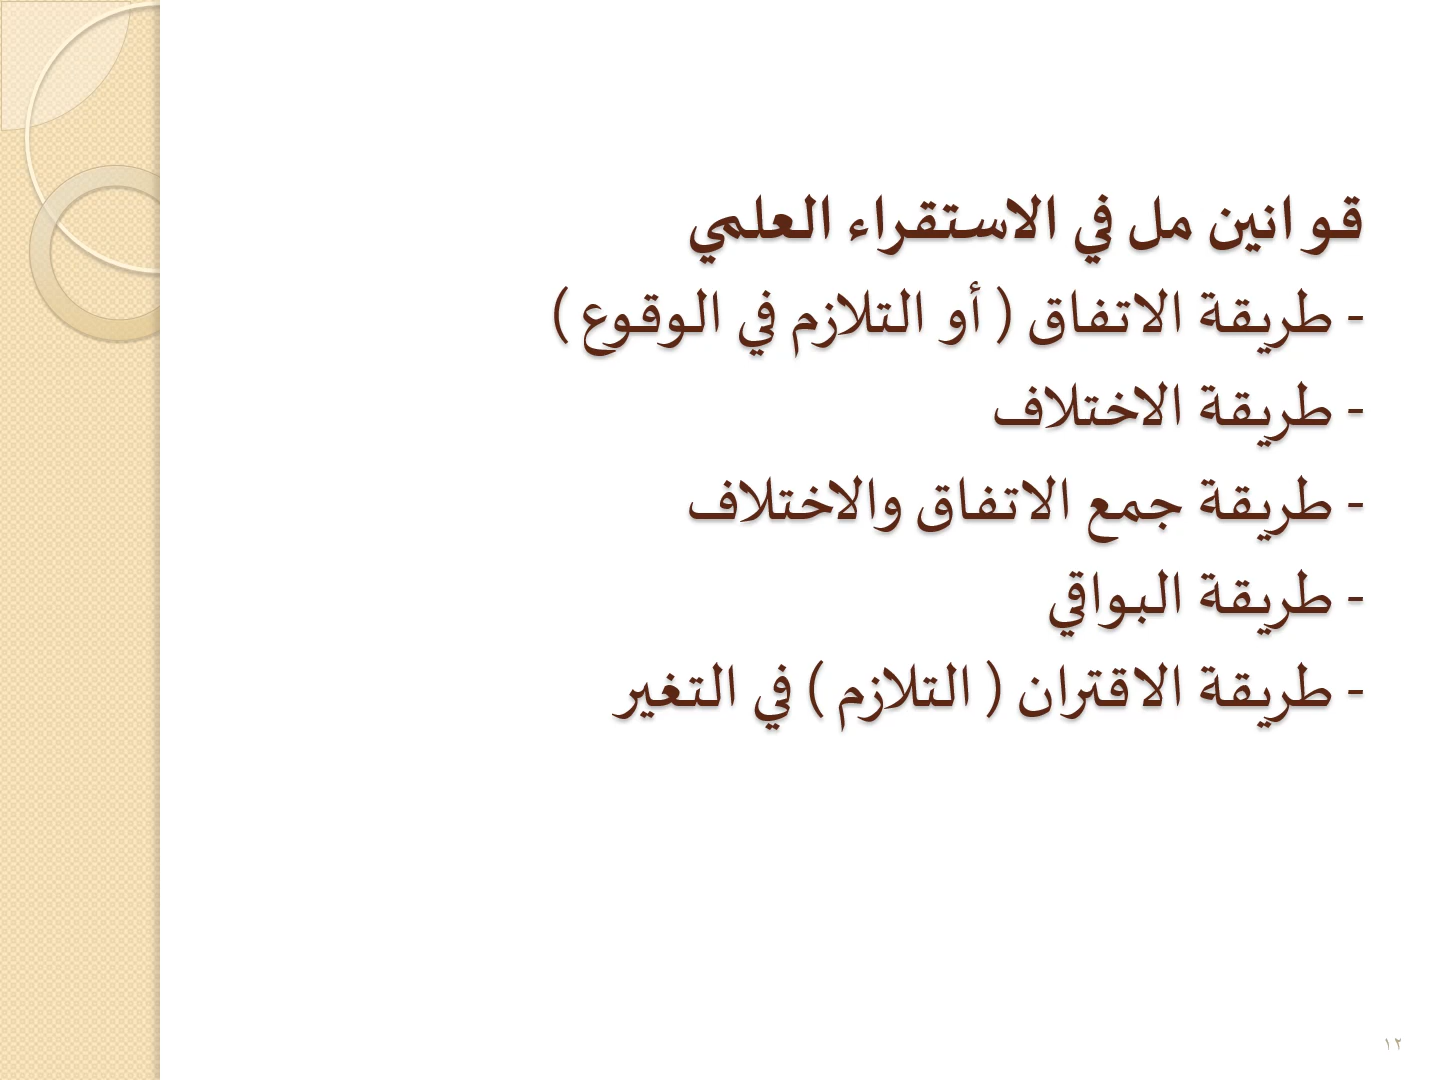 قوانين مل في الاستقراء العلمي
- طريقة الاتفاق ( أو التلازم في الوقوع )
- طريقة الاختلاف
- طريقة جمع الاتفاق والاختلاف
- طريقة البواقي
- طريقة الاقتران ( التلازم ) في التغير
١٢